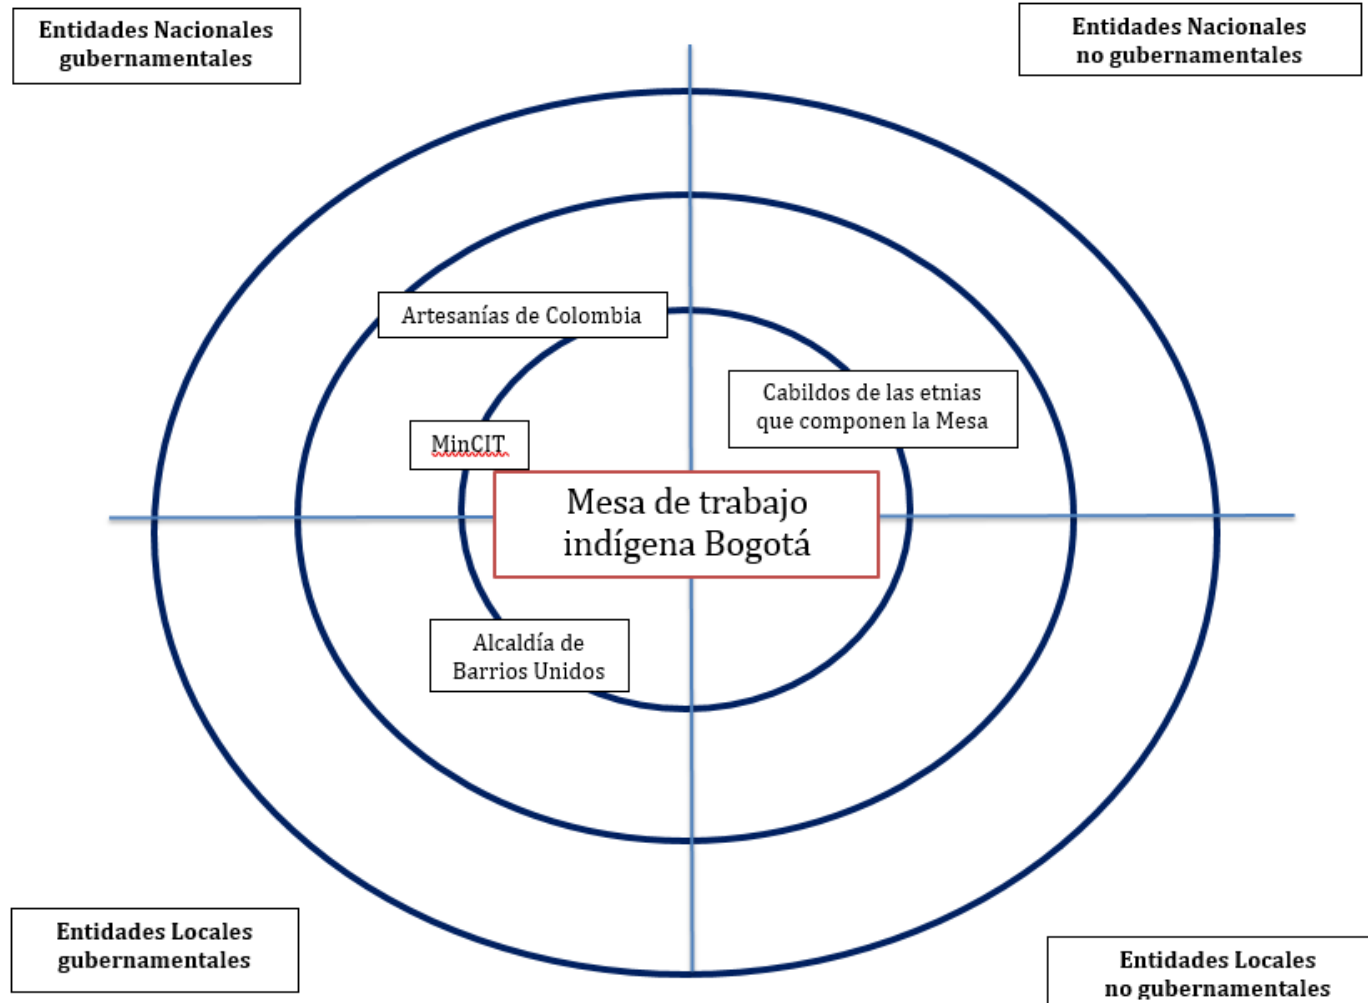 Entidades Nacionales
gubernamentales
Entidades Nacionales
no gubernamentales
Artesanías de Colombia
Cabildos de las etnias
que componen la Mesa
MinCIT
Mesa de trabajo
indígena Bogotá
Alcaldía de
Barrios Unidos
Entidades Locales
gubernamentales
Entidades Locales
no gubernamentales